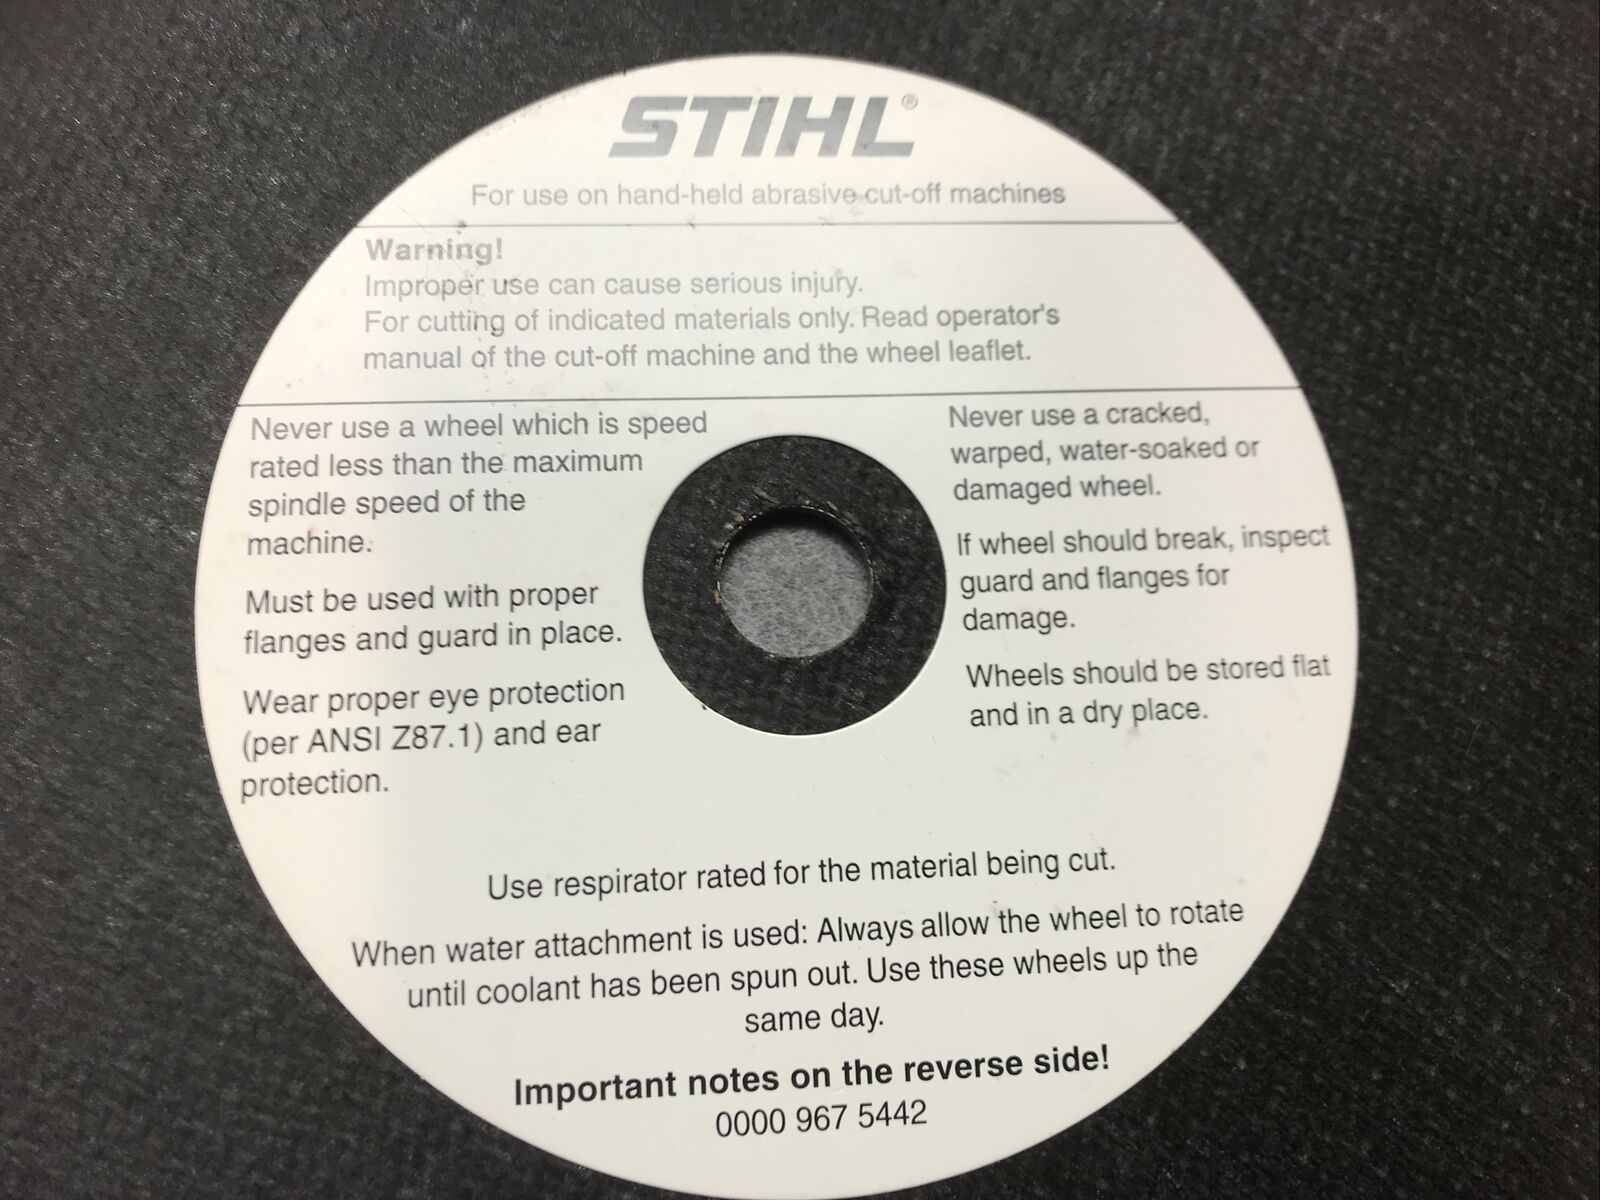 STIHL®
For use on hand-held abrasive cut-off machines
Warning!
Improper use can cause serious injury.
For cutting of indicated materials only. Read operator's
manual of the cut-off machine and the wheel leaflet.
Never use a wheel which is speed
rated less than the maximum
spindle speed of the
machine.
Must be used with proper
flanges and guard in place.
Wear proper eye protection
(per ANSI Z87.1) and ear
protection.
Never use a cracked,
warped, water-soaked or
damaged wheel.
If wheel should break, inspect
guard and flanges for
damage.
Wheels should be stored flat
and in a dry place.
Use respirator rated for the material being cut.
When water attachment is used: Always allow the wheel to rotate
until coolant has been spun out. Use these wheels up the
same day.
Important notes on the reverse side!
0000 967 5442